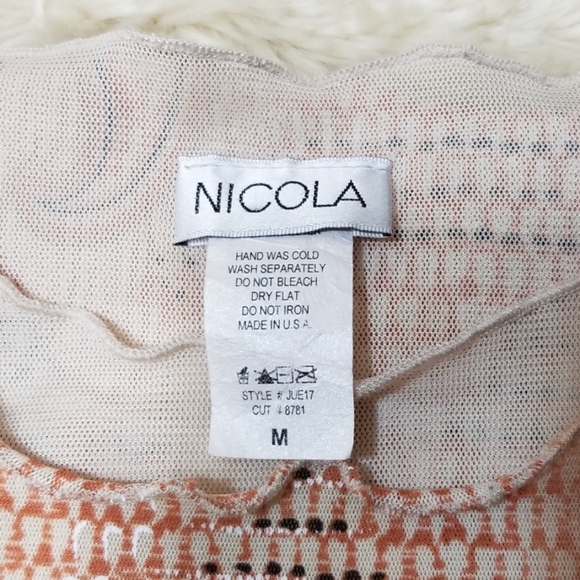 NICOLA
HAND WAS COLD
WASH SEPARATELY
DO NOT BLEACH
DRY FLAT
DO NOT IRON
MADE IN U.S.A.
STYLE # JUE17
CUT # 8781
M